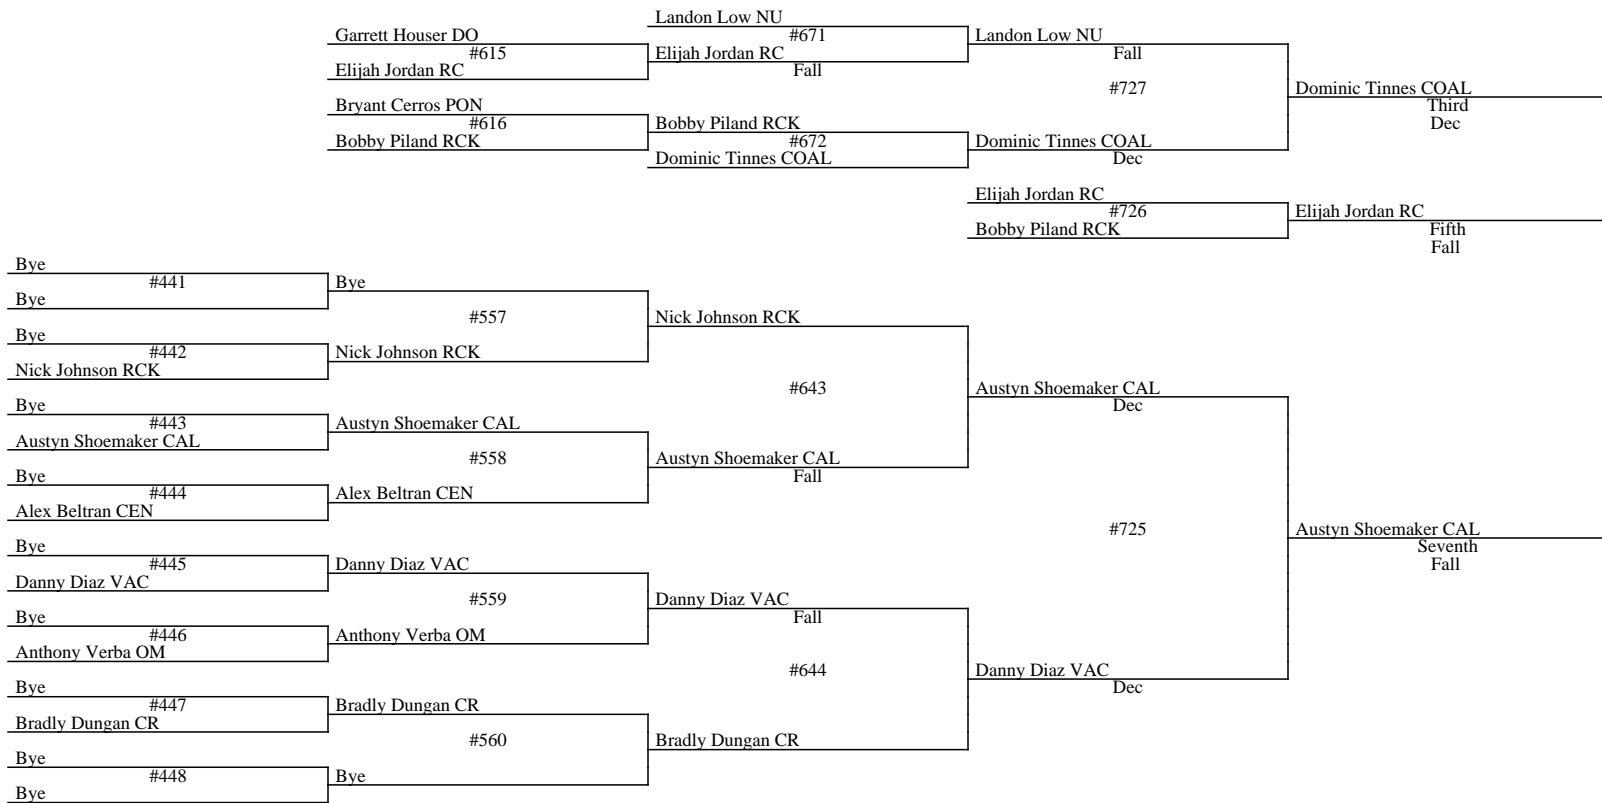 Landon Low NU
Garrett Houser DO
#671
Landon Low NU
#615
Elijah Jordan RC
Fall
Elijah Jordan RC
Fall
#727
Dominic Tinnes COAL
Bryant Cerros PON
Third
#616
Bobby Piland RCK
Dec
Bobby Piland RCK
#672
Dominic Tinnes COAL
Dominic Tinnes COAL
Dec
Elijah Jordan RC
#726
Elijah Jordan RC
Bobby Piland RCK
Fifth
Fall
Bye
#441
Bye
Bye
#557
Nick Johnson RCK
Bye
#442
Nick Johnson RCK
Nick Johnson RCK
#643
Austyn Shoemaker CAL
Bye
Dec
#443
Austyn Shoemaker CAL
Austyn Shoemaker CAL
#558
Austyn Shoemaker CAL
Bye
Fall
#444
Alex Beltran CEN
Alex Beltran CEN
#725
Austyn Shoemaker CAL
Bye
Seventh
#445
Danny Diaz VAC
Fall
Danny Diaz VAC
#559
Danny Diaz VAC
Bye
Fall
#446
Anthony Verba OM
Anthony Verba OM
#644
Danny Diaz VAC
Bye
Dec
#447
Bradly Dungan CR
Bradly Dungan CR
#560
Bradly Dungan CR
Bye
#448
Bye
Bye